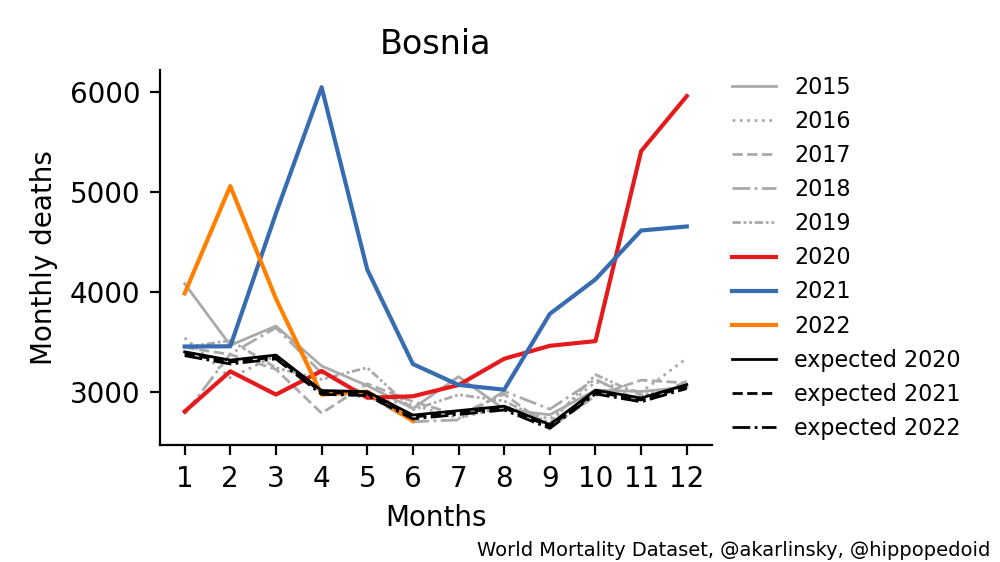 Bosnia
6000
5000
4000
3000
Monthly deaths
1 2 3 4 5 6 7 8 9 10 11 12
Months
2015
2016
2017
2018
2019
2020
2021
2022
expected 2020
expected 2021
expected 2022
World Mortality Dataset, @akarlinsky, @hippopedoid